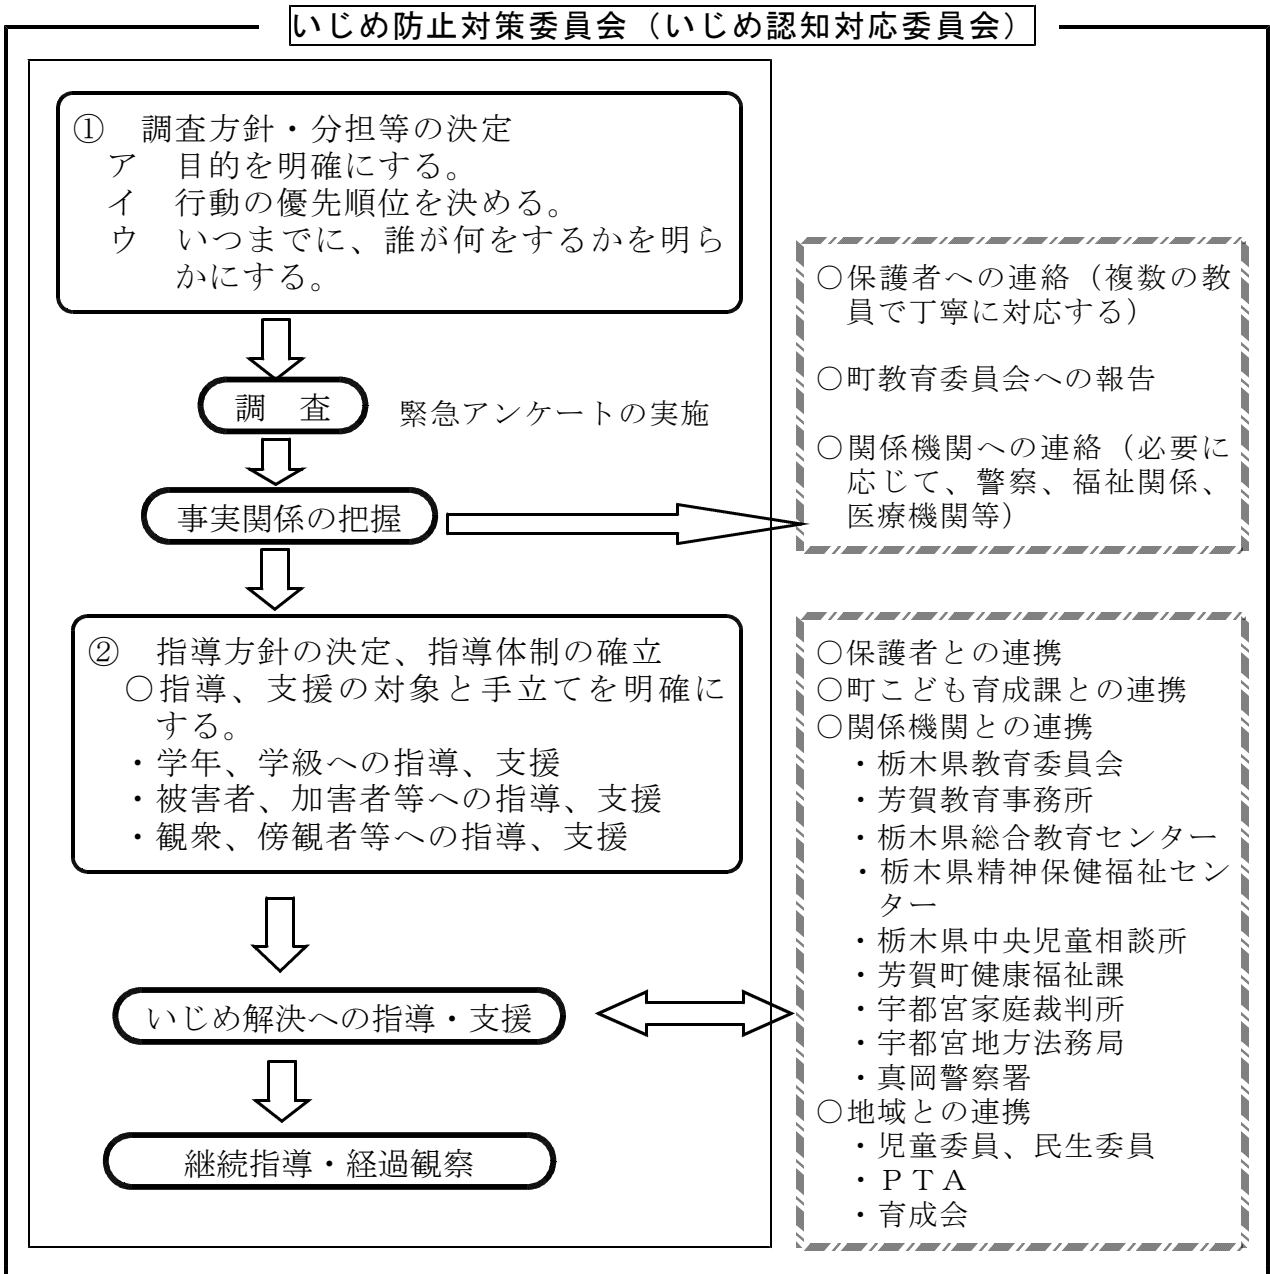 いじめ防止対策委員会（いじめ認知対応委員会）
①　調査方針・分担等の決定
ア　目的を明確にする。
イ　行動の優先順位を決める。
ウ　いつまでに、誰が何をするかを明ら
かにする。
調　査
緊急アンケートの実施
事実関係の把握
○保護者への連絡（複数の教
員で丁寧に対応する）
○町教育委員会への報告
○関係機関への連絡（必要に
応じて、警察、福祉関係、
医療機関等）
②　指導方針の決定、指導体制の確立
○指導、支援の対象と手立てを明確に
する。
・学年、学級への指導、支援
・被害者、加害者等への指導、支援
・観衆、傍観者等への指導、支援
いじめ解決への指導・支援
継続指導・経過観察
○保護者との連携
○町こども育成課との連携
○関係機関との連携
・栃木県教育委員会
・芳賀教育事務所
・栃木県総合教育センター
・栃木県精神保健福祉セン
ター
・栃木県中央児童相談所
・芳賀町健康福祉課
・宇都宮家庭裁判所
・宇都宮地方法務局
・真岡警察署
○地域との連携
・児童委員、民生委員
・ＰＴＡ
・育成会